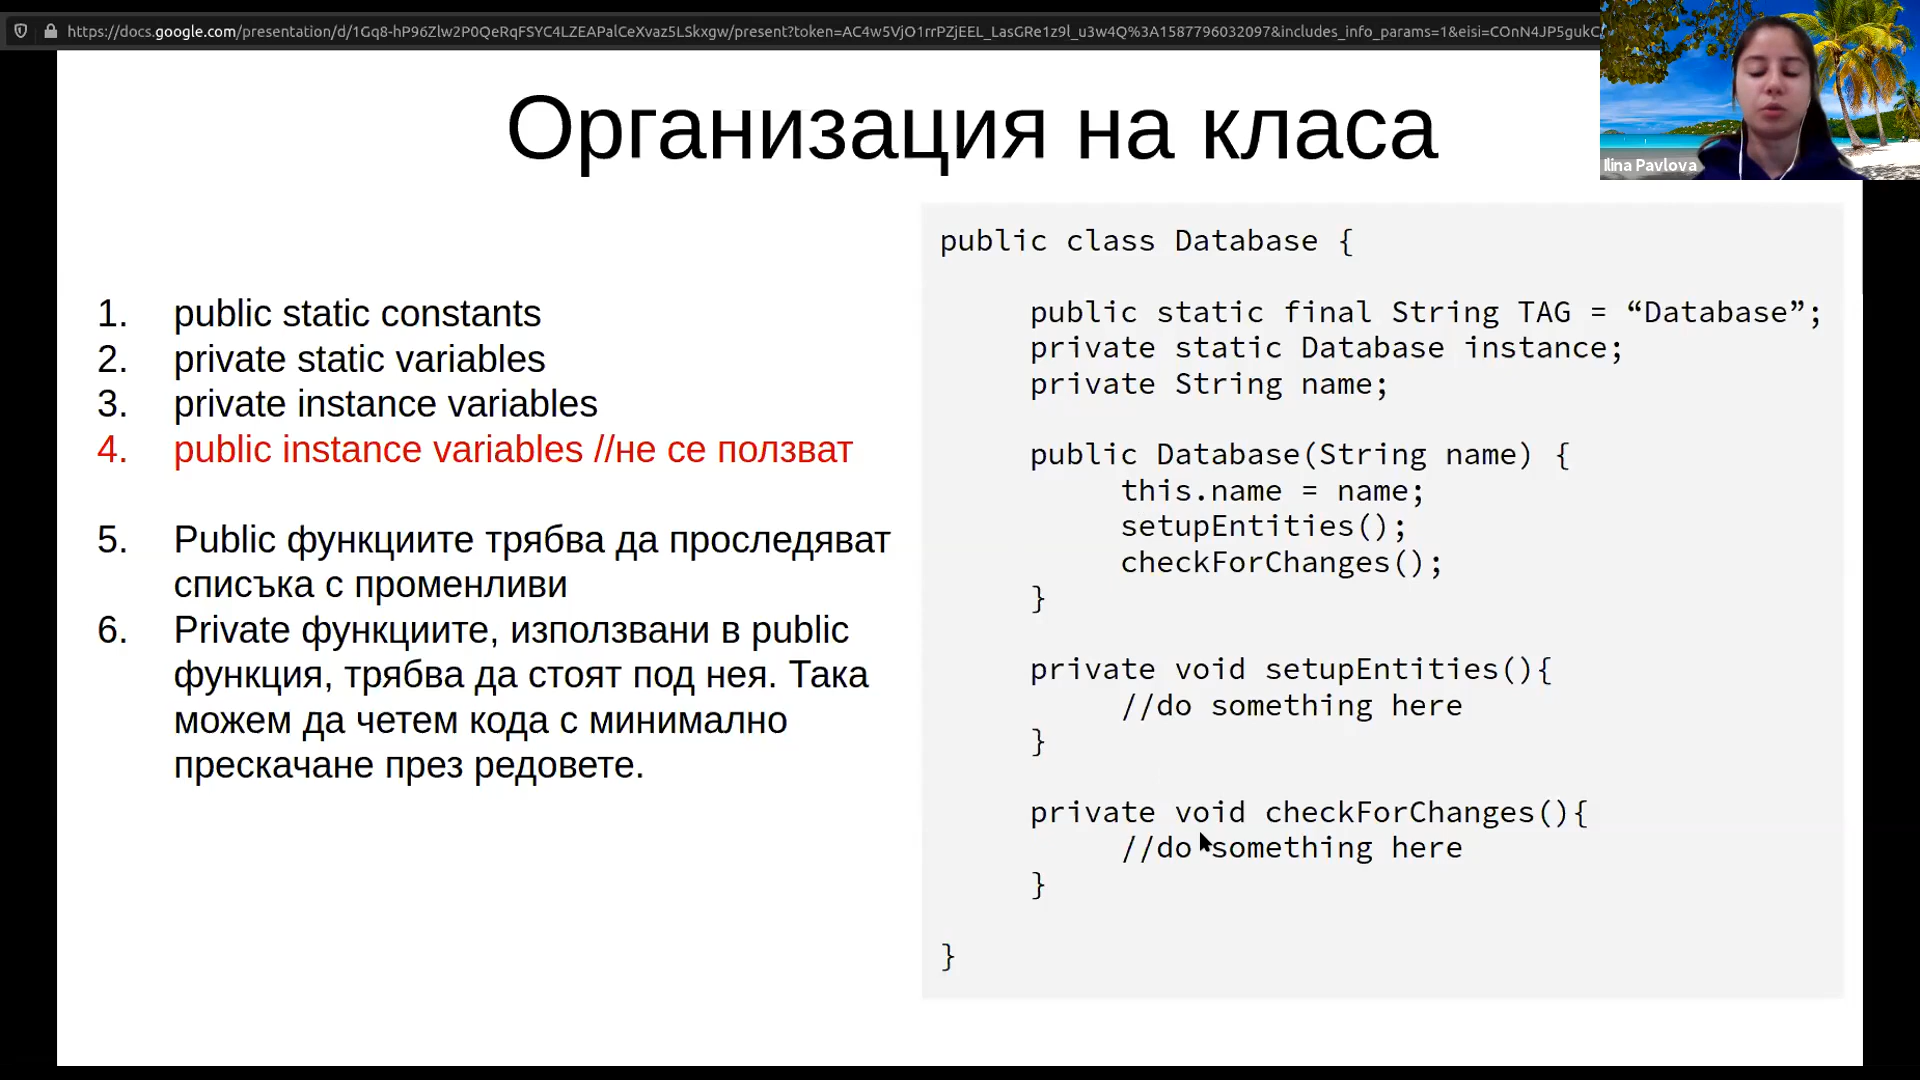 https://docs.google.com/presentation/d/1Gq8-hP96Zlw2P0QeRqFSYC4LZEAPalCeXvaz5LSkxgw/present?token=AC4w5VjO1rrPZjEEL_LasGRe1z9l_u3w4Q%3A1587796032097&includes_info_params=1&eisi=COnN4JP5gukC
Ilina Pavlova
Организация на класа
1. public static constants
2. private static variables
3. private instance variables
4. public instance variables //не се ползват
5. Public функциите трябва да проследяват
списъка с променливи
6. Private функциите, използвани в public
функция, трябва да стоят под нея. Така
можем да четем кода с минимално
прескачане през редовете.
public class Database {
public static final String TAG = “Database”;
private static Database instance;
private String name;
public Database(String name) {
this.name = name;
setupEntities();
checkForChanges();
}
private void setupEntities(){
//do something here
}
private void checkForChanges(){
//do something here
}
}